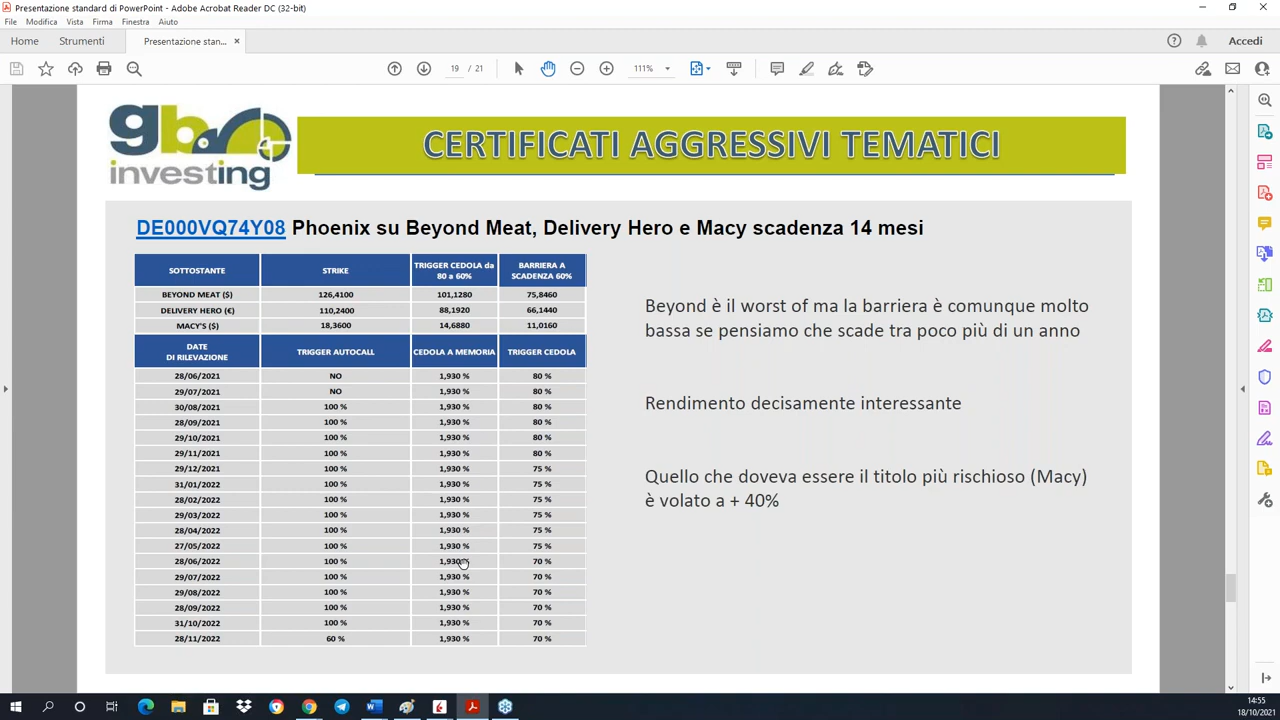 Presentazione standard di PowerPoint - Adobe Acrobat Reader DC (32-bit)
File Modifica Vista Firma Finestra Aiuto
Home Strumenti Presentazione stan... × Accedi
19 / 21 111%
gb investing
CERTIFICATI AGGRESSIVI TEMATICI
DE000VQ74Y08 Phoenix su Beyond Meat, Delivery Hero e Macy scadenza 14 mesi
SOTTOSTANTE STRIKE TRIGGER CEDOLA da 80 a 60% BARRIERA A SCADENZA 60%
BEYOND MEAT ($) 126,4100 101,1280 75,8460
DELIVERY HERO (€) 110,2400 88,1920 66,1440
MACY'S ($) 18,3600 14,6880 11,0160
DATE DI RILEVAZIONE TRIGGER AUTOCALL CEDOLA A MEMORIA TRIGGER CEDOLA
28/06/2021 NO 1,930 % 80 %
29/07/2021 NO 1,930 % 80 %
30/08/2021 100 % 1,930 % 80 %
28/09/2021 100 % 1,930 % 80 %
29/10/2021 100 % 1,930 % 80 %
29/11/2021 100 % 1,930 % 80 %
29/12/2021 100 % 1,930 % 75 %
31/01/2022 100 % 1,930 % 75 %
28/02/2022 100 % 1,930 % 75 %
29/03/2022 100 % 1,930 % 75 %
28/04/2022 100 % 1,930 % 75 %
27/05/2022 100 % 1,930 % 75 %
28/06/2022 100 % 1,930 % 70 %
29/07/2022 100 % 1,930 % 70 %
29/08/2022 100 % 1,930 % 70 %
28/09/2022 100 % 1,930 % 70 %
31/10/2022 100 % 1,930 % 70 %
28/11/2022 60 % 1,930 % 70 %
Beyond è il worst of ma la barriera è comunque molto
bassa se pensiamo che scade tra poco più di un anno
Rendimento decisamente interessante
Quello che doveva essere il titolo più rischioso (Macy)
è volato a + 40%
14:55
18/10/2021